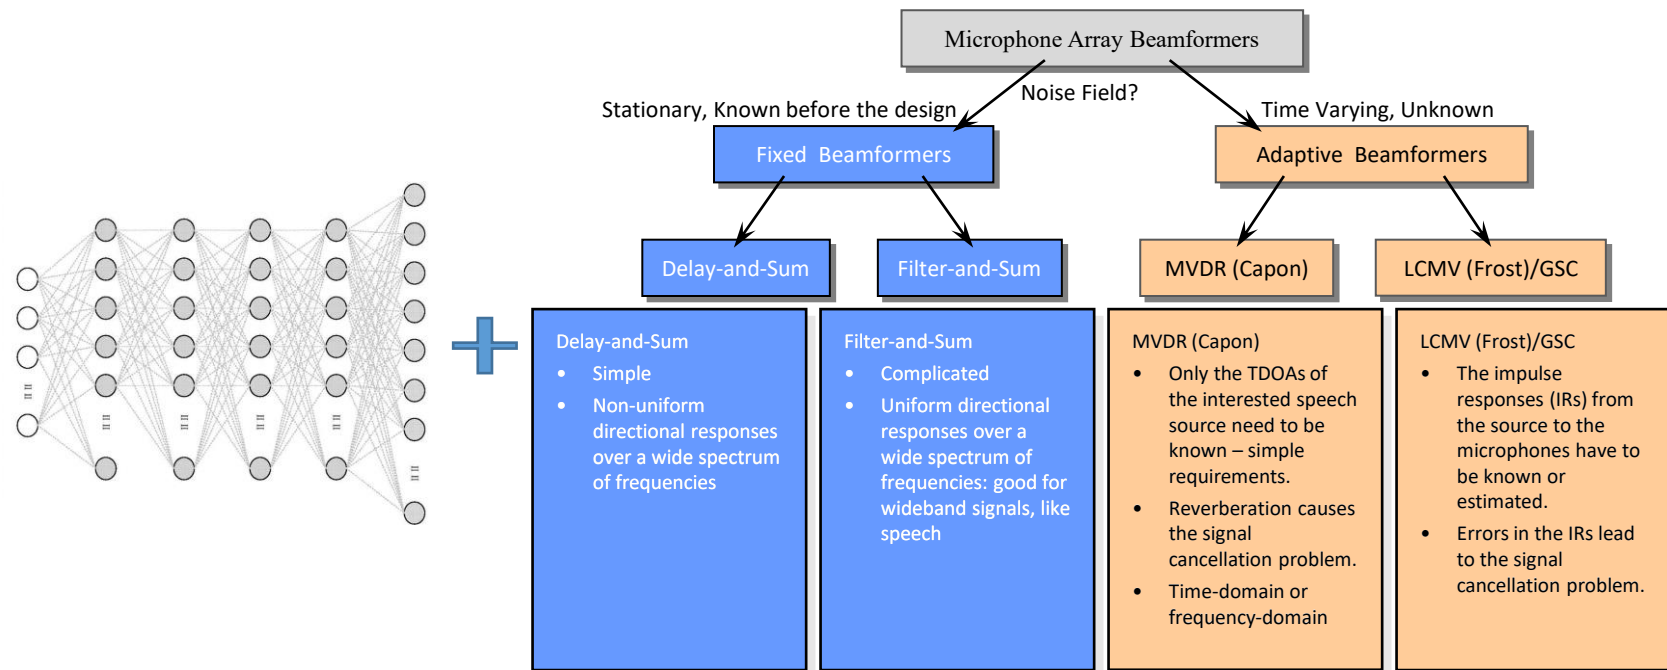 Microphone Array Beamformers
Noise Field?
Stationary, Known before the design
Time Varying, Unknown
Fixed Beamformers
Adaptive Beamformers
Delay-and-Sum
Filter-and-Sum
MVDR (Capon)
LCMV (Frost)/GSC
Delay-and-Sum
• Simple
• Non-uniform
directional responses
over a wide spectrum
of frequencies
Filter-and-Sum
• Complicated
• Uniform directional
responses over a
wide spectrum of
frequencies: good for
wideband signals, like
speech
MVDR (Capon)
• Only the TDOAs of
the interested speech
source need to be
known – simple
requirements.
• Reverberation causes
the signal
cancellation problem.
• Time-domain or
frequency-domain
LCMV (Frost)/GSC
• The impulse
responses (IRs) from
the source to the
microphones have to
be known or
estimated.
• Errors in the IRs lead
to the signal
cancellation problem.